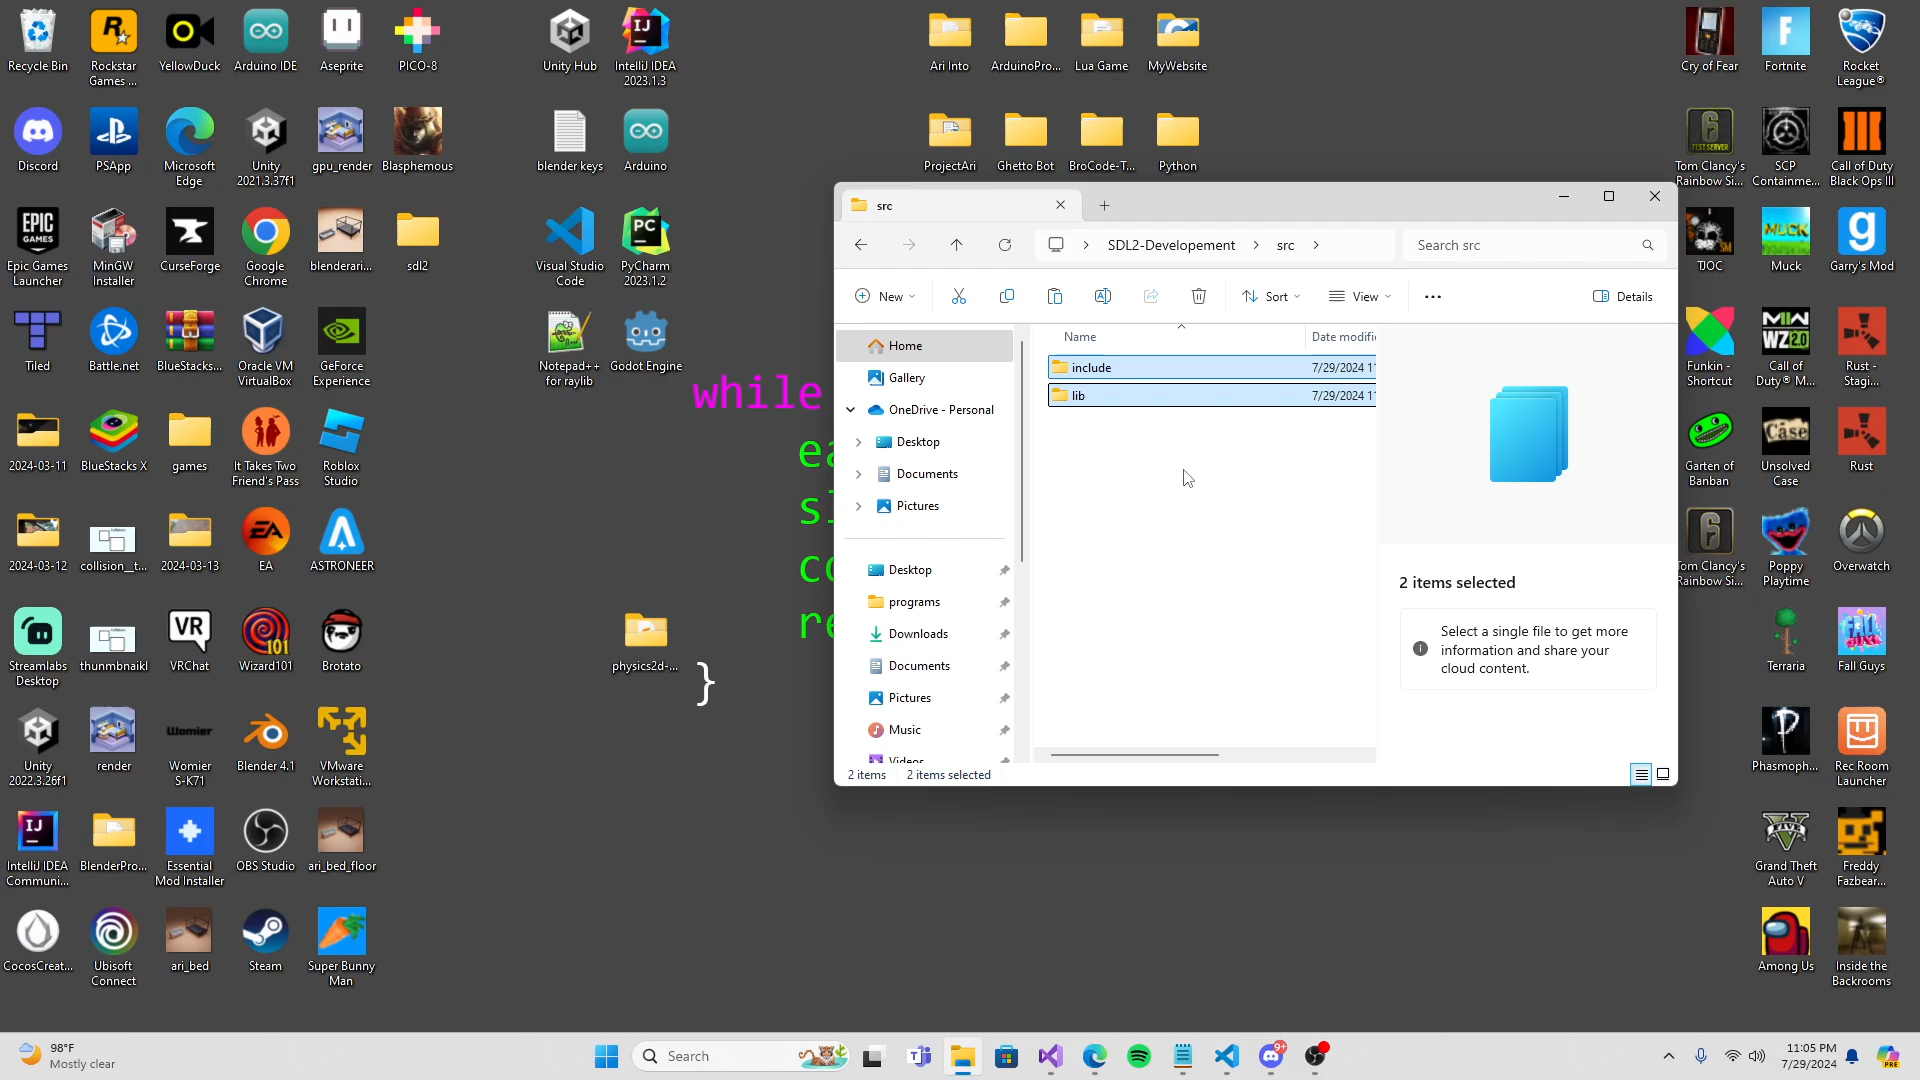 Recycle Bin
Rockstar Games ...
YellowDuck
Arduino IDE
Aseprite
PICO-8
Unity Hub
IntelliJ IDEA 2023.1.3
Ari Into
ArduinoPro...
Lua Game
MyWebsite
Cry of Fear
Fortnite
Rocket League®
Discord
PSApp
Microsoft Edge
Unity 2021.3.37f1
gpu_render
Blasphemous
blender keys
Arduino
ProjectAri
Ghetto Bot
BroCode-T...
Python
Tom Clancy's Rainbow Si...
SCP Containme...
Call of Duty Black Ops III
Epic Games Launcher
MinGW Installer
CurseForge
Google Chrome
blenderari...
sdl2
Visual Studio Code
PyCharm 2023.1.2
TJOC
Muck
Garry's Mod
Tiled
Battle.net
BlueStacks...
Oracle VM VirtualBox
GeForce Experience
Notepad++ for raylib
Godot Engine
Funkin - Shortcut
Call of Duty® M...
Rust - Stagi...
2024-03-11
BlueStacks X
games
It Takes Two Friend's Pass
Roblox Studio
Garten of Banban
Unsolved Case
Rust
2024-03-12
collision_t...
2024-03-13
EA
ASTRONEER
Tom Clancy's Rainbow Si...
Poppy Playtime
Overwatch
Streamlabs Desktop
thunmbnaikl
VRChat
Wizard101
Brotato
physics2d-...
Terraria
Fall Guys
Unity 2022.3.26f1
render
Womier S-K71
Blender 4.1
VMware Workstati...
Phasmoph...
Rec Room Launcher
IntelliJ IDEA Communi...
BlenderPro...
Essential Mod Installer
OBS Studio
ari_bed_floor
Grand Theft Auto V
Freddy Fazbear...
CocosCreat...
Ubisoft Connect
ari_bed
Steam
Super Bunny Man
Among Us
Inside the Backrooms
while
ea
si
co
re
}
src
SDL2-Developement
src
Search src
New
Sort
View
Details
Home
Gallery
OneDrive - Personal
Desktop
Documents
Pictures
Desktop
programs
Downloads
Documents
Pictures
Music
Videos
Name
Date modifi
include
7/29/2024 11
lib
7/29/2024 11
2 items selected
Select a single file to get more
information and share your
cloud content.
2 items
2 items selected
98°F
Mostly clear
Search
9+
11:05 PM
7/29/2024